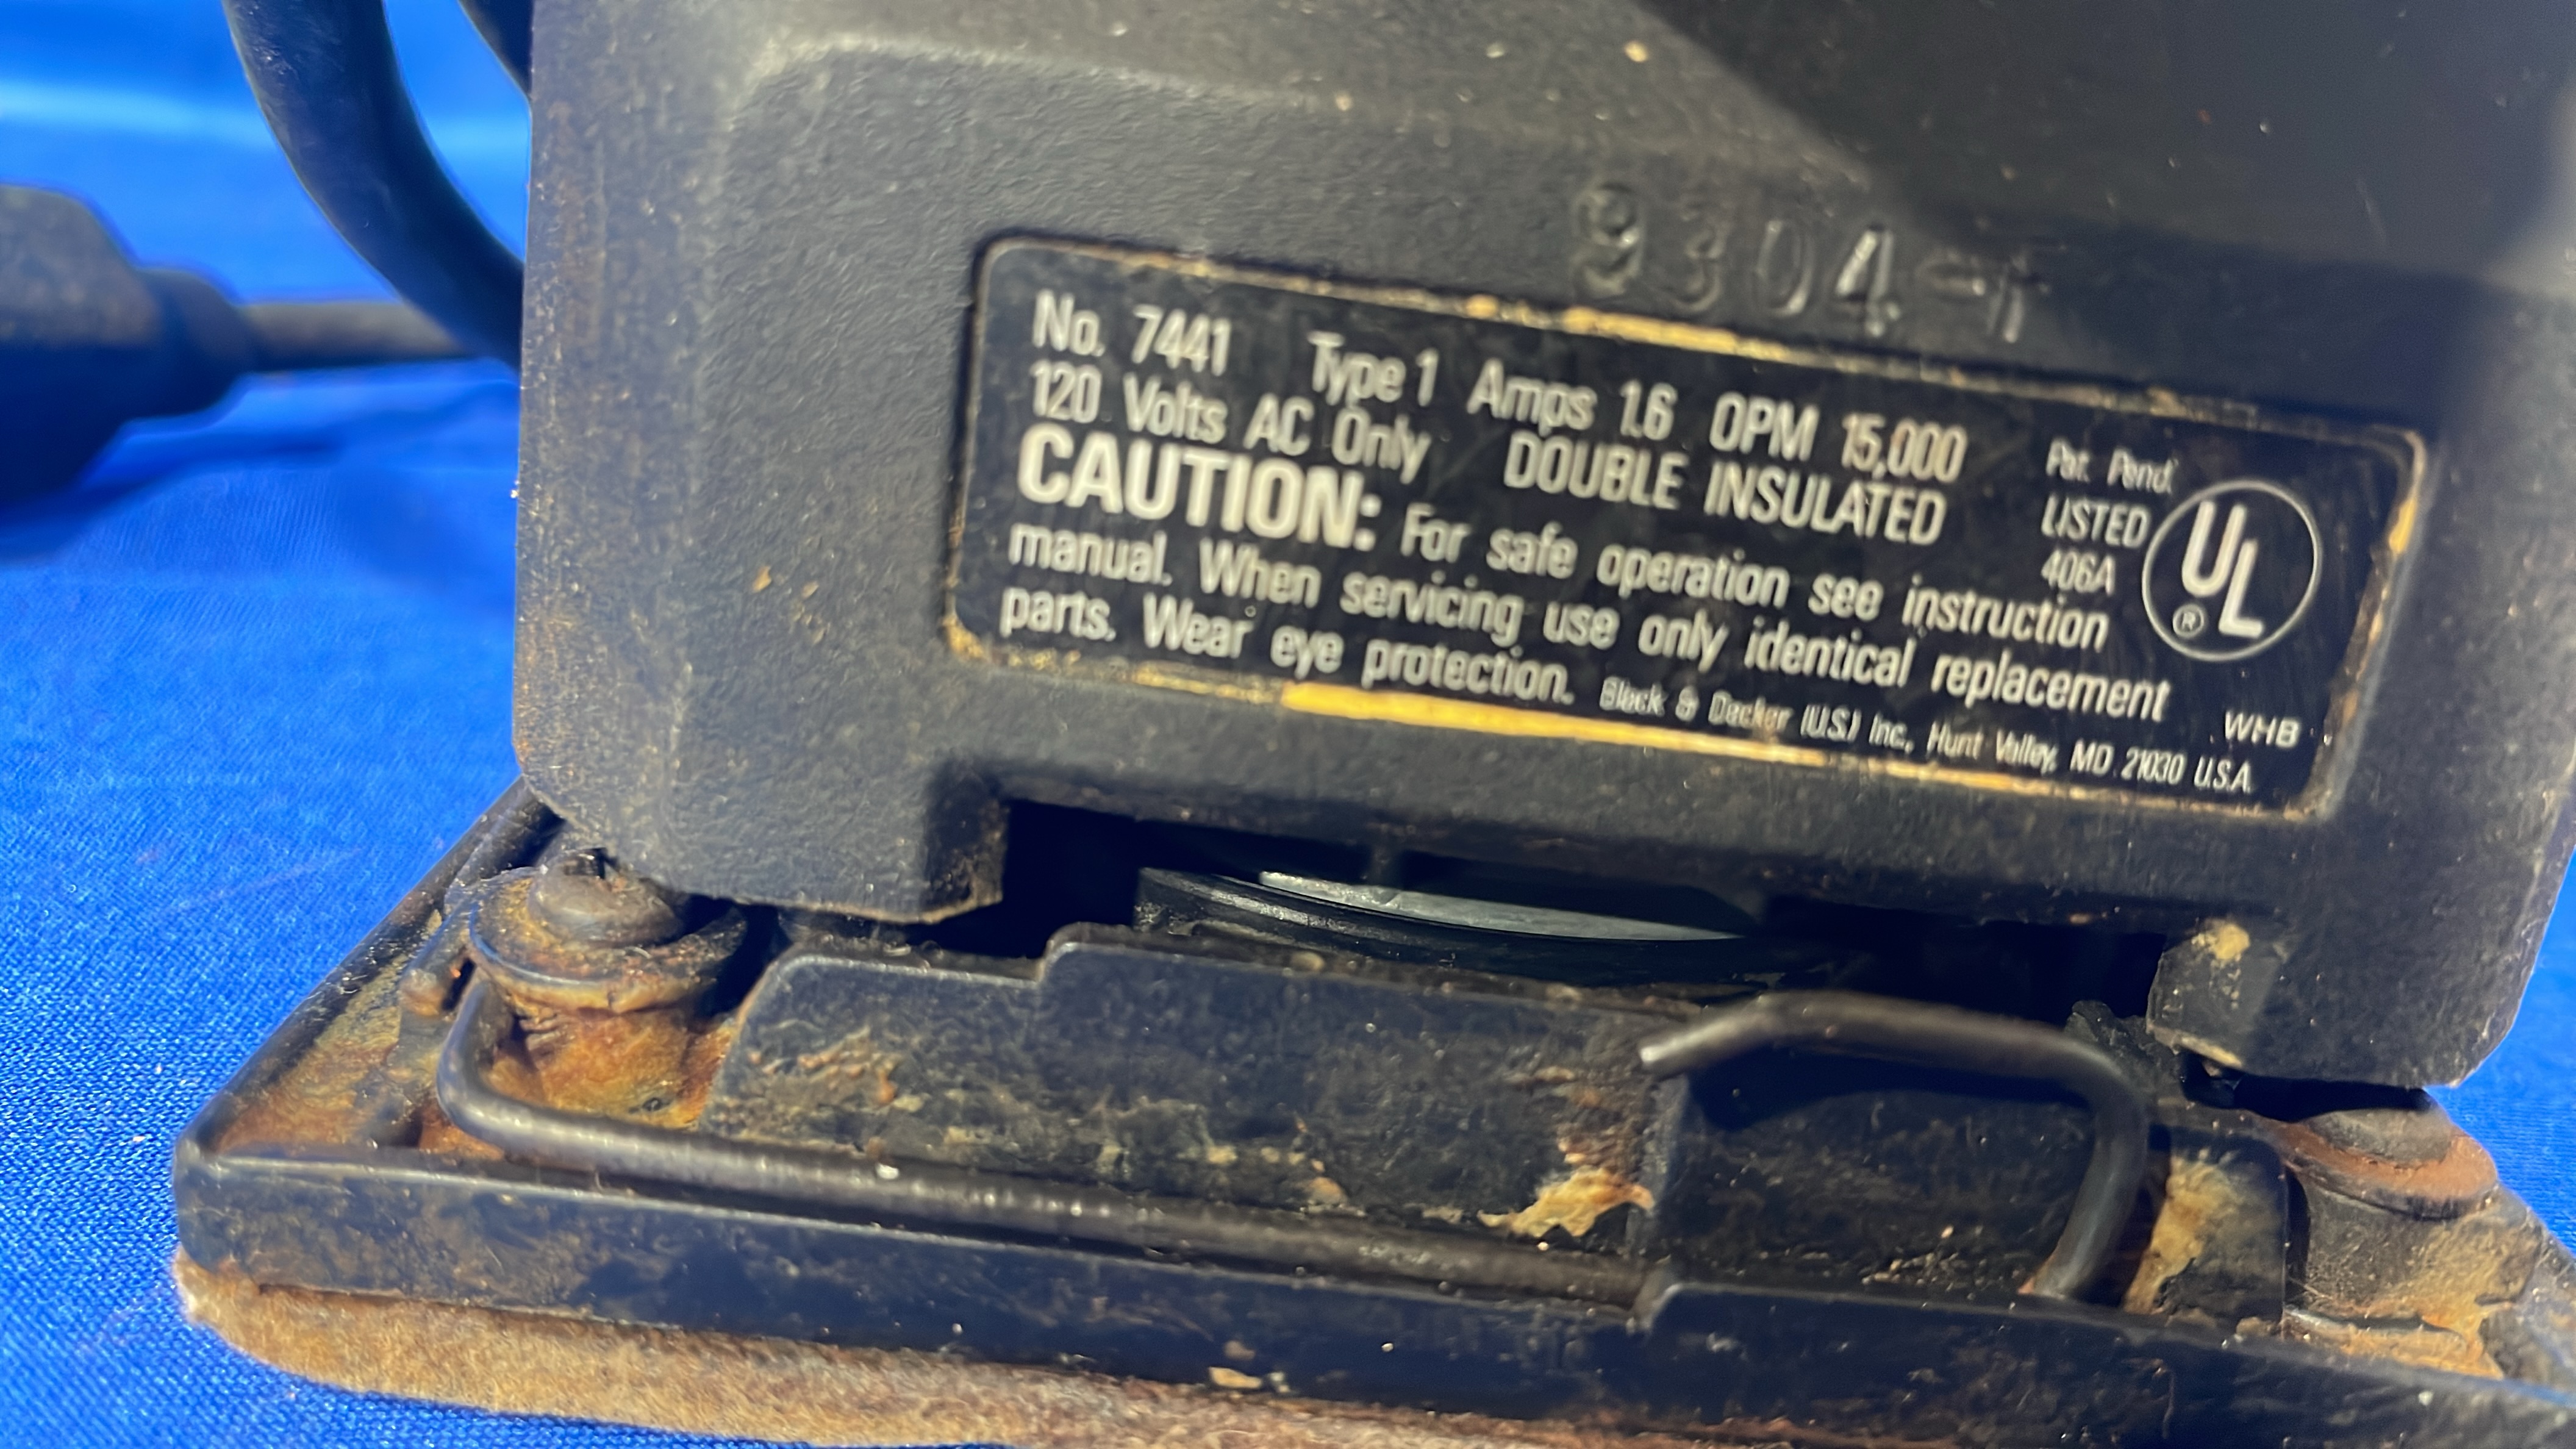 9304-F
No. 7441 Type 1 Amps 1.6 OPM 15,000
120 Volts AC Only DOUBLE INSULATED
Pat. Pend.
LISTED
406A
UL
®
CAUTION: For safe operation see instruction
manual. When servicing use only identical replacement
parts. Wear eye protection.
Black & Decker (U.S.) Inc., Hunt Valley, MD 21030 U.S.A.
WHB